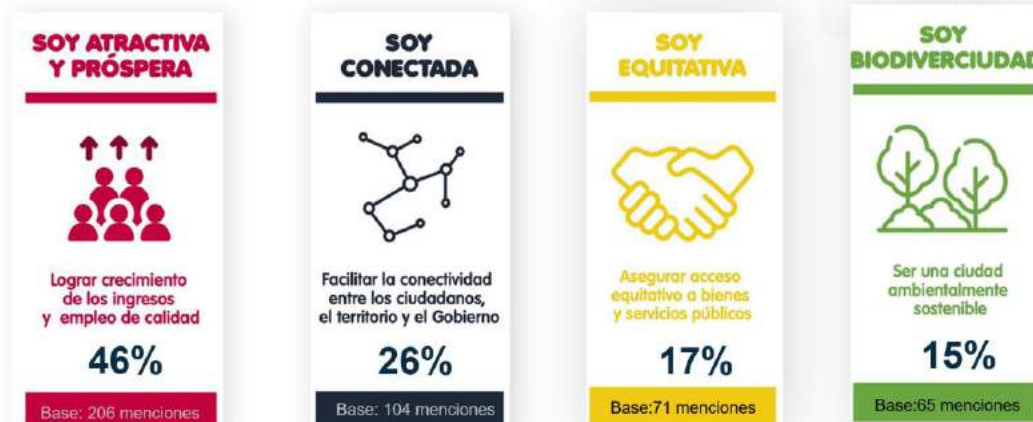 SOY ATRACTIVA
Y PRÓSPERA
Lograr crecimiento
de los ingresos
y empleo de calidad
46%
Base: 206 menciones
SOY
CONECTADA
Facilitar la conectividad
entre los ciudadanos,
el territorio y el Gobierno
26%
Base: 104 menciones
SOY
EQUITATIVA
Asegurar acceso
equitativo a bienes
y servicios públicos
17%
Base:71 menciones
SOY
BIODIVERCIUDAD
Ser una ciudad
ambientalmente
sostenible
15%
Base:65 menciones